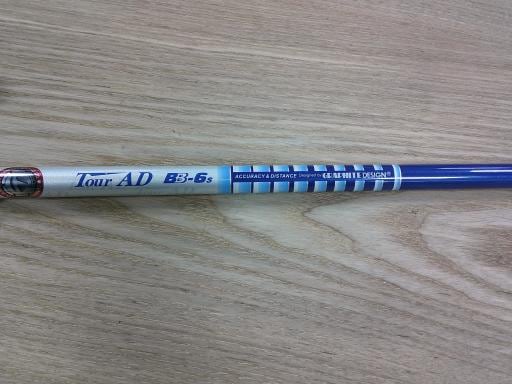 Tour AD BB-6s ACCURACY & DISTANCE Designed by GRAPHITE DESIGN®